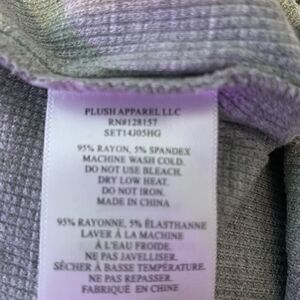 PLUSH APPAREL LLC
RN#128157
SET14J05HG
95% RAYON, 5% SPANDEX
MACHINE WASH COLD.
DO NOT USE BLEACH.
DRY LOW HEAT.
DO NOT IRON.
MADE IN CHINA
95% RAYONNE, 5% ÉLASTHANNE
LAVER À LA MACHINE
À L'EAU FROIDE.
NE PAS JAVELLISER.
SÉCHER À BASSE TEMPÉRATURE.
NE PAS REPASSER.
FABRIQUÉ EN CHINE